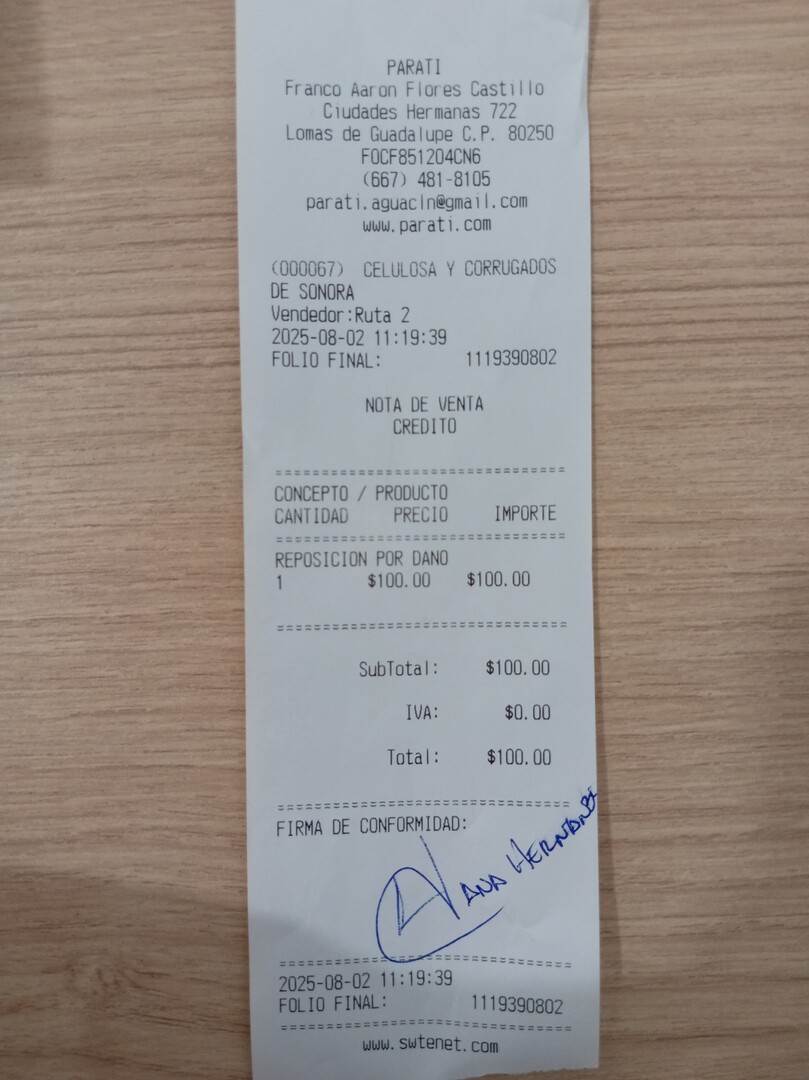 PARATI
Franco Aaron Flores Castillo
Ciudades Hermanas 722
Lomas de Guadalupe C.P. 80250
FOCF851204CN6
(667) 481-8105
parati.aguacln@gmail.com
www.parati.com
(000067) CELULOSA Y CORRUGADOS
DE SONORA
Vendedor:Ruta 2
2025-08-02 11:19:39
FOLIO FINAL: 1119390802
NOTA DE VENTA
CREDITO
==============================
CONCEPTO / PRODUCTO
CANTIDAD PRECIO IMPORTE
==============================
REPOSICION POR DANO
1 $100.00 $100.00
==============================
SubTotal: $100.00
IVA: $0.00
Total: $100.00
==============================
FIRMA DE CONFORMIDAD:
ANA HERNANDEZ
==============================
2025-08-02 11:19:39
FOLIO FINAL: 1119390802
==============================
www.swtenet.com